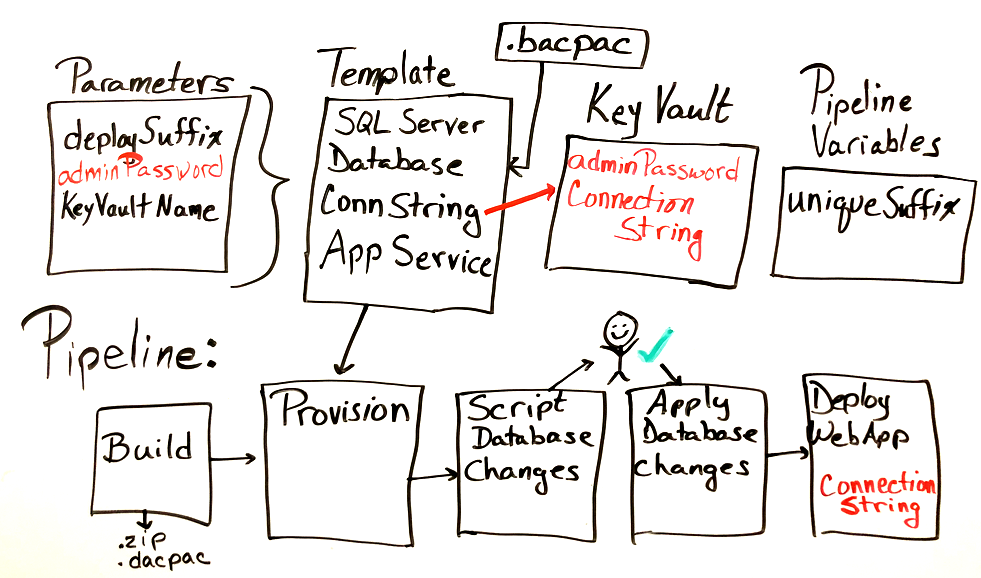 .bacpac
Parameters
deploySuffix
adminPassword
KeyVaultName
Template
SQL Server
Database
Conn String
App Service
Key Vault
adminPassword
Connection
String
Pipeline
Variables
uniqueSuffix
Pipeline:
Build
.zip
.dacpac
Provision
Script
Database
Changes
Apply
Database
changes
Deploy
WebApp
Connection
String